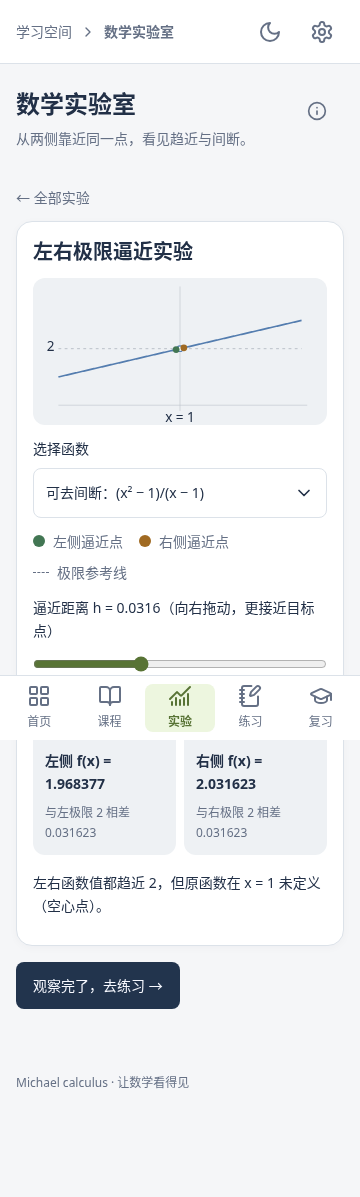 学习空间 > 数学实验室
数学实验室
从两侧靠近同一点，看见趋近与间断。
← 全部实验
左右极限逼近实验
2
x = 1
选择函数
可去间断：(x² − 1)/(x − 1)
左侧逼近点 右侧逼近点
极限参考线
逼近距离 h = 0.0316（向右拖动，更接近目标
点）
首页 课程 实验 练习 复习
左侧 f(x) =
1.968377
与左极限 2 相差
0.031623
右侧 f(x) =
2.031623
与右极限 2 相差
0.031623
左右函数值都趋近 2，但原函数在 x = 1 未定义
（空心点）。
观察完了，去练习 →
Michael calculus · 让数学看得见